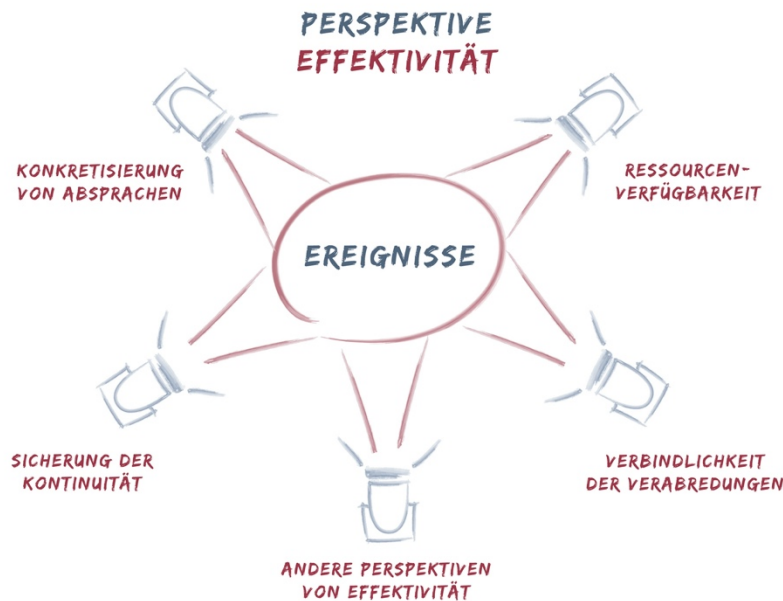 PERSPEKTIVE
EFFEKTIVITÄT
KONKRETISIERUNG
VON ABSPRACHEN
RESSOURCEN-
VERFÜGBARKEIT
EREIGNISSE
SICHERUNG DER
KONTINUITÄT
VERBINDLICHKEIT
DER VERABREDUNGEN
ANDERE PERSPEKTIVEN
VON EFFEKTIVITÄT